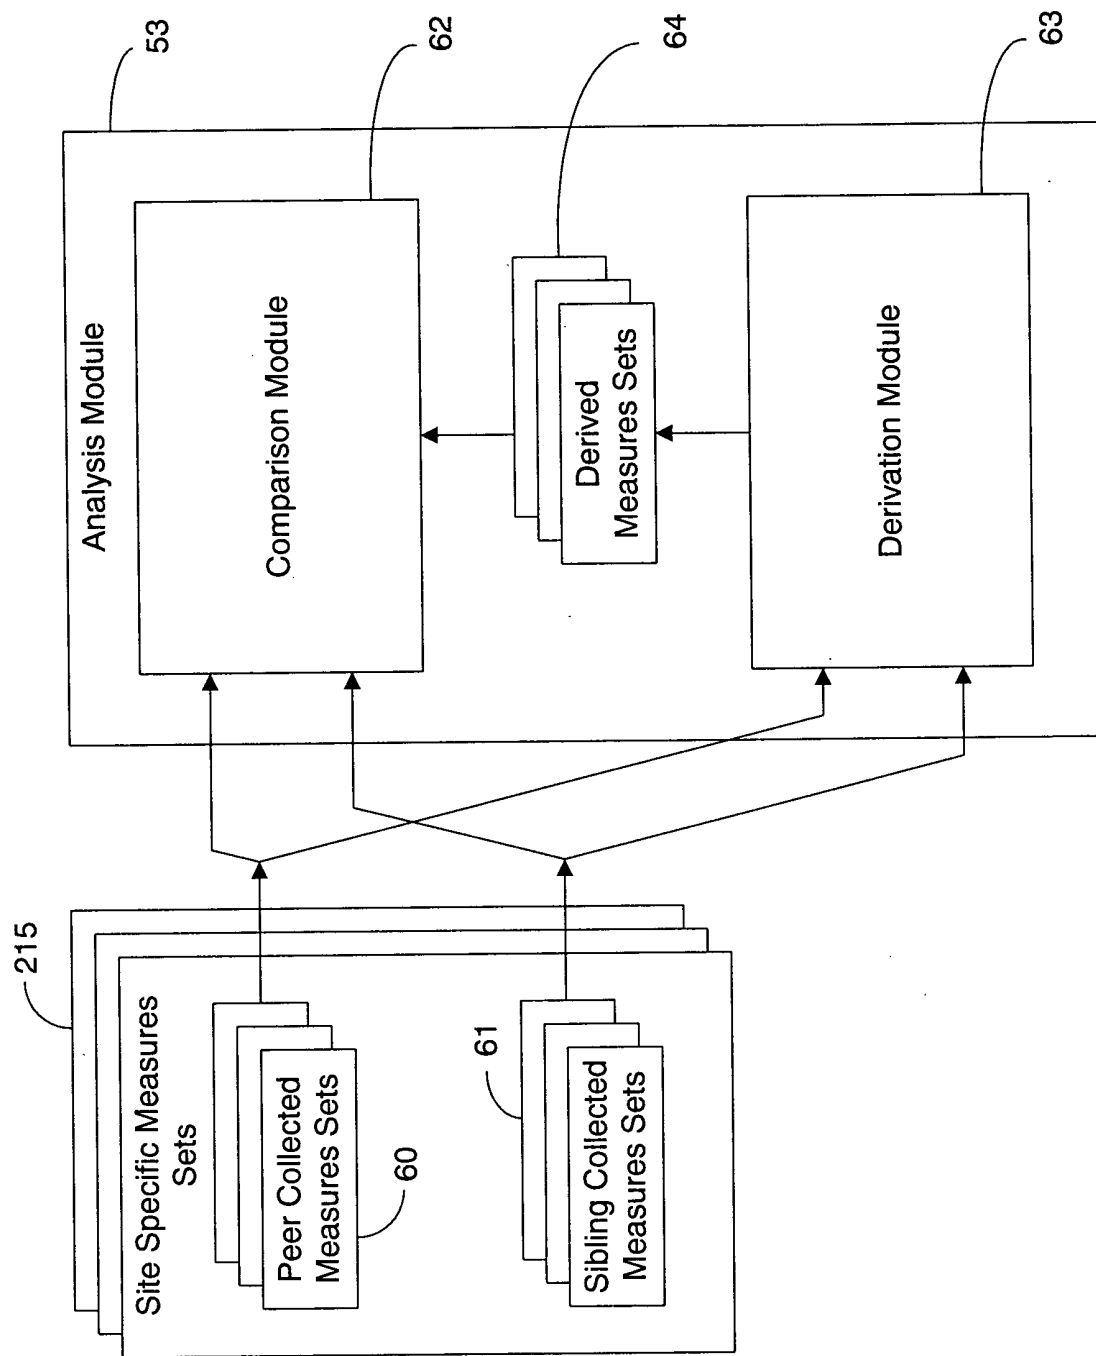 215
Site Specific Measures
Sets
Peer Collected
Measures Sets
60
61
Sibling Collected
Measures Sets
53
Analysis Module
62
Comparison Module
64
Derived
Measures Sets
63
Derivation Module